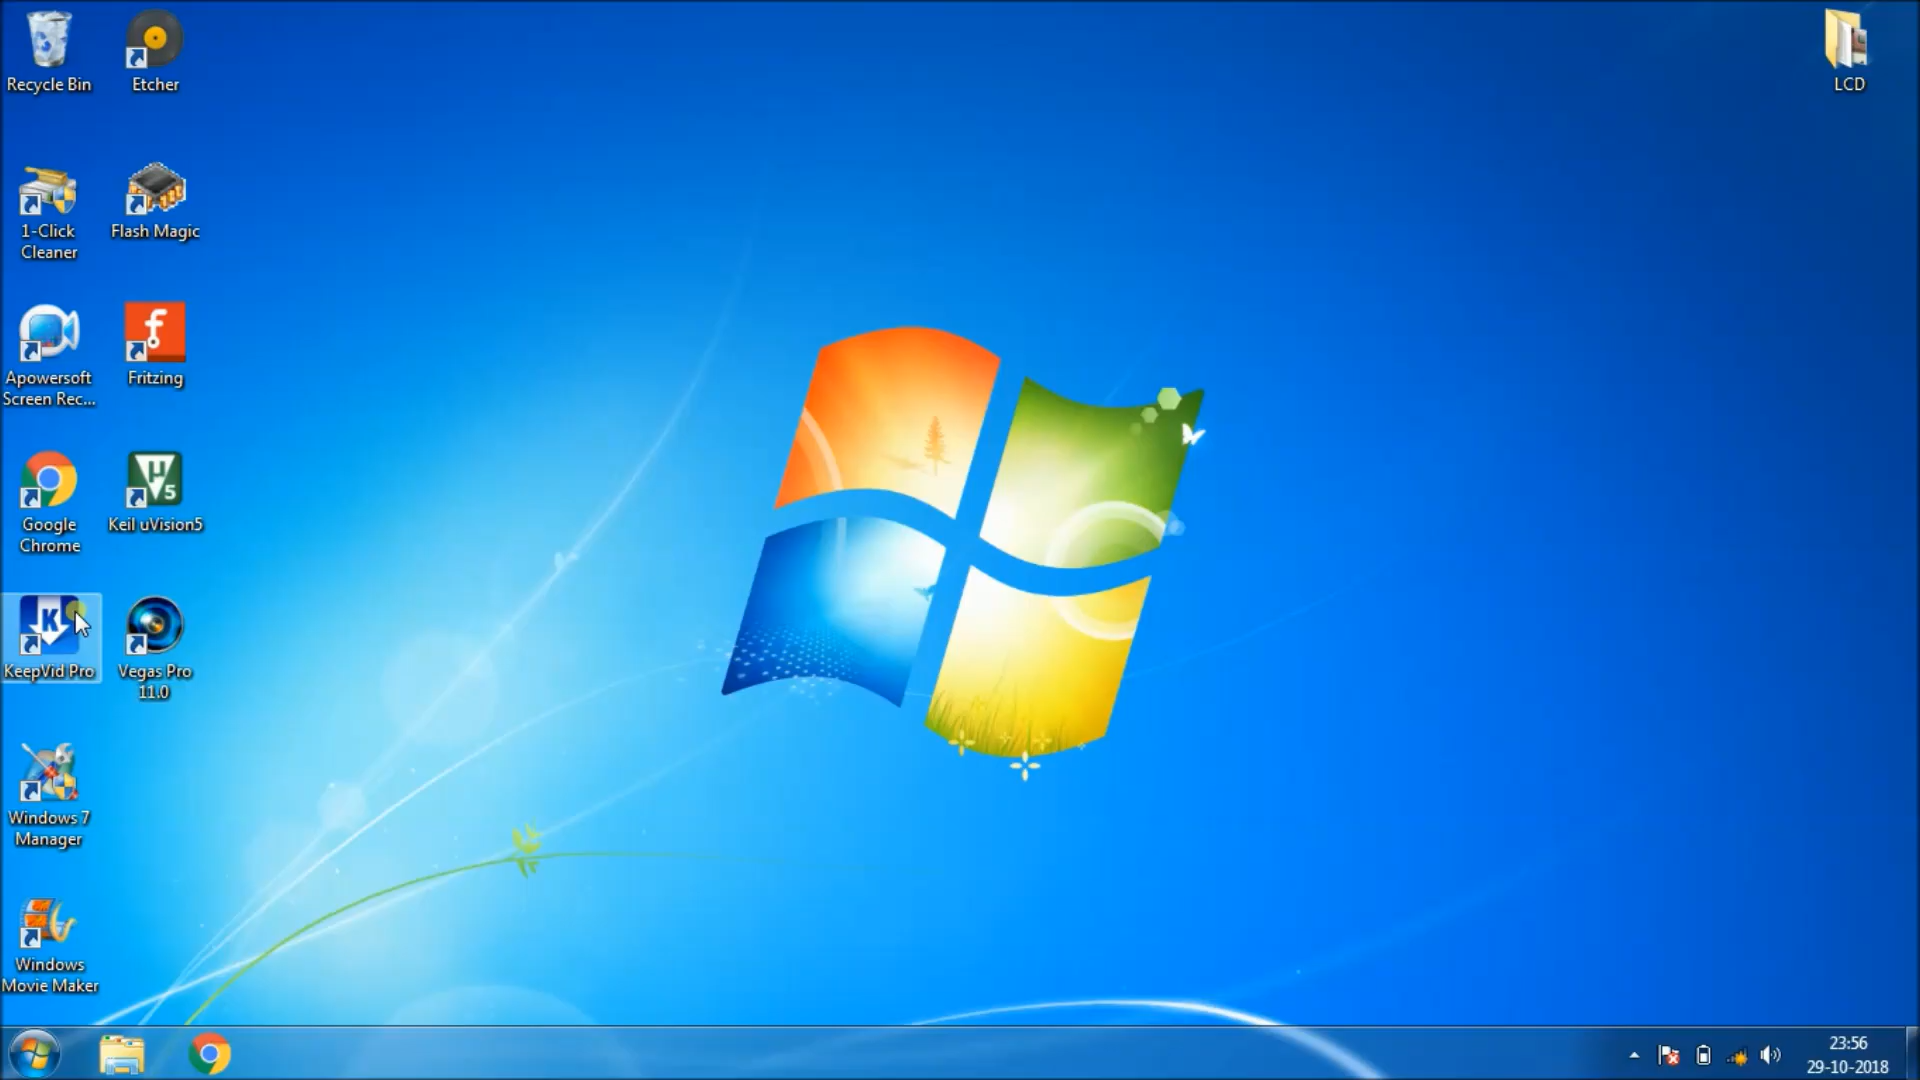 Recycle Bin
Etcher
LCD
1-Click
Cleaner
Flash Magic
Apowersoft
Screen Rec...
Fritzing
Google
Chrome
Keil uVision5
KeepVid Pro
Vegas Pro
11.0
Windows 7
Manager
Windows
Movie Maker
23:56
29-10-2018